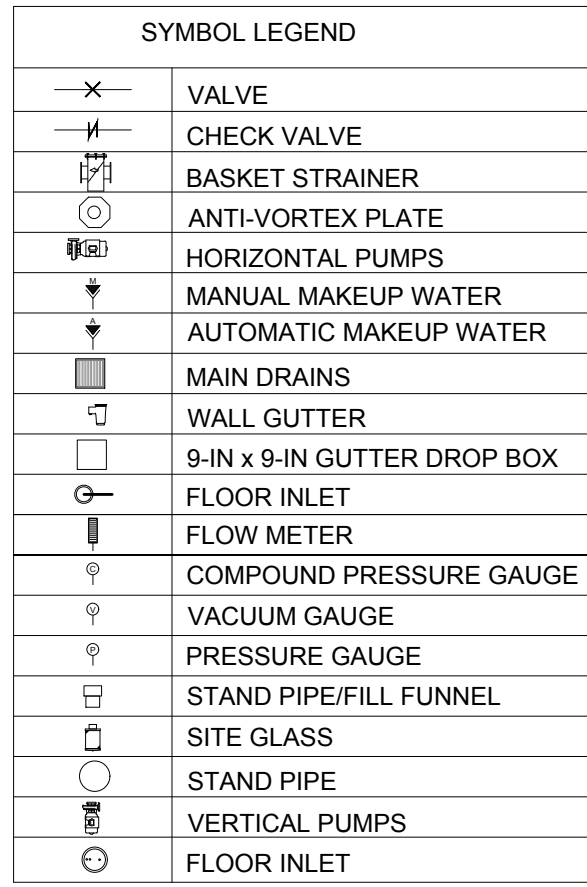 SYMBOL LEGEND
VALVE
CHECK VALVE
BASKET STRAINER
ANTI-VORTEX PLATE
HORIZONTAL PUMPS
M
MANUAL MAKEUP WATER
A
AUTOMATIC MAKEUP WATER
MAIN DRAINS
WALL GUTTER
9-IN x 9-IN GUTTER DROP BOX
FLOOR INLET
FLOW METER
C
COMPOUND PRESSURE GAUGE
V
VACUUM GAUGE
P
PRESSURE GAUGE
STAND PIPE/FILL FUNNEL
SITE GLASS
STAND PIPE
VERTICAL PUMPS
FLOOR INLET